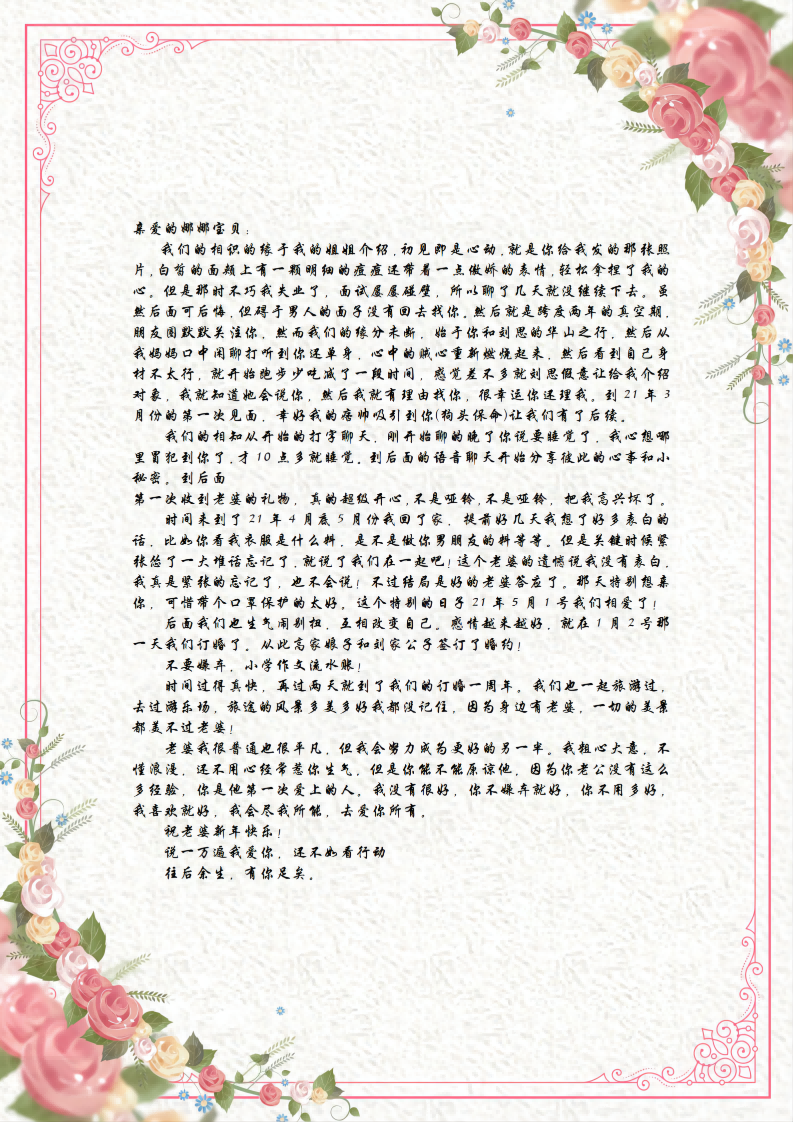 亲爱的娜娜宝贝：
我们的相识的缘于我的姐姐介绍,初见即是心动,就是你给我发的那张照
片,白皙的面颊上有一颗明细的痘痘还带着一点傲娇的表情,轻松拿捏了我的
心。但是那时不巧我失业了，面试屡屡碰壁，所以聊了几天就没继续下去。虽
然后面可后悔,但碍于男人的面子没有回去找你。然后就是跨度两年的真空期，
朋友圈默默关注你，然而我们的缘分未断，始于你和刘思的华山之行，然后从
我妈妈口中闲聊打听到你还单身，心中的贼心重新燃烧起来，然后看到自己身
材不太行，就开始跑步少吃减了一段时间，感觉差不多就刘思假意让给我介绍
对象，我就知道她会说你，然后我就有理由找你，很幸运你还理我。到 21 年 3
月份的第一次见面，幸好我的痞帅吸引到你(狗头保命)让我们有了后续。
我们的相知从开始的打字聊天，刚开始聊的晚了你说要睡觉了，我心想哪
里冒犯到你了,才 10 点多就睡觉。到后面的语音聊天开始分享彼此的心事和小
秘密。到后面
第一次收到老婆的礼物，真的超级开心,不是哑铃,不是哑铃，把我高兴坏了。
时间来到了 21 年 4 月底 5 月份我回了家，提前好几天我想了好多表白的
话，比如你看我衣服是什么料，是不是做你男朋友的料等等。但是关键时候紧
张怂了一大堆话忘记了,就说了我们在一起吧！这个老婆的遗憾说我没有表白，
我真是紧张的忘记了，也不会说！不过结局是好的老婆答应了。那天特别想亲
你，可惜带个口罩保护的太好。这个特别的日子 21 年 5 月 1 号我们相爱了！
后面我们也生气闹别扭，互相改变自己。感情越来越好，就在 1 月 2 号那
一天我们订婚了。从此高家娘子和刘家公子签订了婚约！
不要嫌弃，小学作文流水账！
时间过得真快，再过两天就到了我们的订婚一周年。我们也一起旅游过，
去过游乐场，旅途的风景多美多好我都没记住，因为身边有老婆，一切的美景
都美不过老婆！
老婆我很普通也很平凡，但我会努力成为更好的另一半。我粗心大意，不
懂浪漫，还不用心经常惹你生气，但是你能不能原谅他，因为你老公没有这么
多经验，你是他第一次爱上的人。我没有很好，你不嫌弃就好，你不用多好，
我喜欢就好，我会尽我所能，去爱你所有。
祝老婆新年快乐！
说一万遍我爱你，还不如看行动
往后余生，有你足矣。